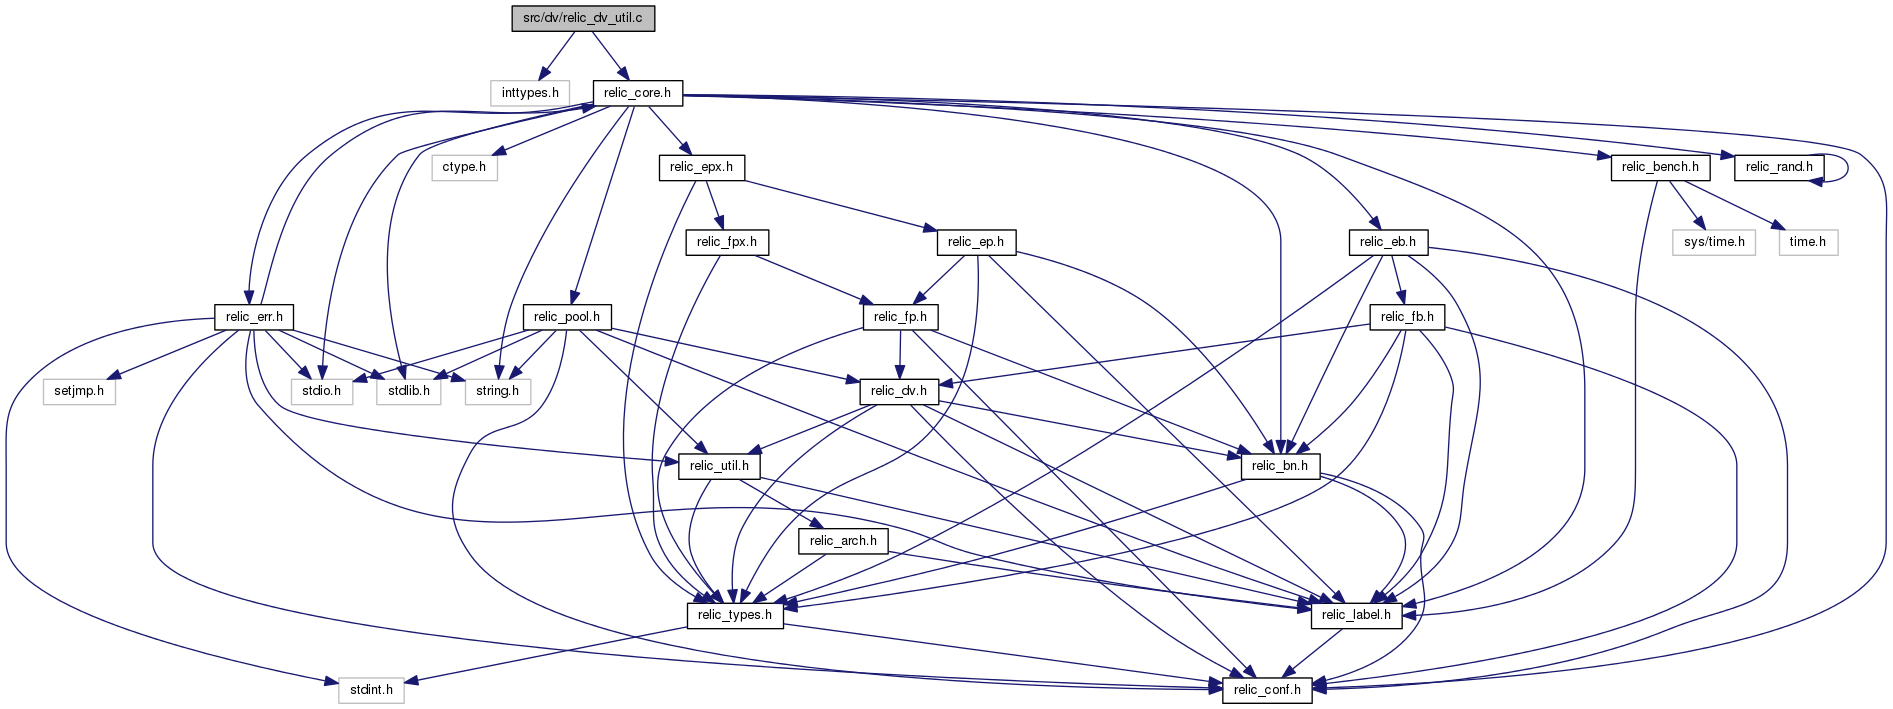 src/dv/relic_dv_util.c
inttypes.h
relic_core.h
ctype.h
relic_epx.h
relic_bench.h
relic_rand.h
relic_fpx.h
relic_ep.h
relic_eb.h
sys/time.h
time.h
relic_err.h
relic_pool.h
relic_fp.h
relic_fb.h
setjmp.h
stdio.h
stdlib.h
string.h
relic_dv.h
relic_util.h
relic_bn.h
relic_arch.h
relic_types.h
relic_label.h
stdint.h
relic_conf.h